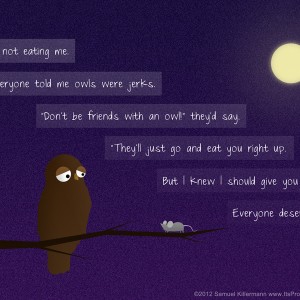 not eating me.
eryone told me owls were jerks.
"Don't be friends with an owl!" they'd say.
"They'll just go and eat you right up.
But I knew I should give you
Everyone dese
©2012 Samuel Killermann www.ItsPro